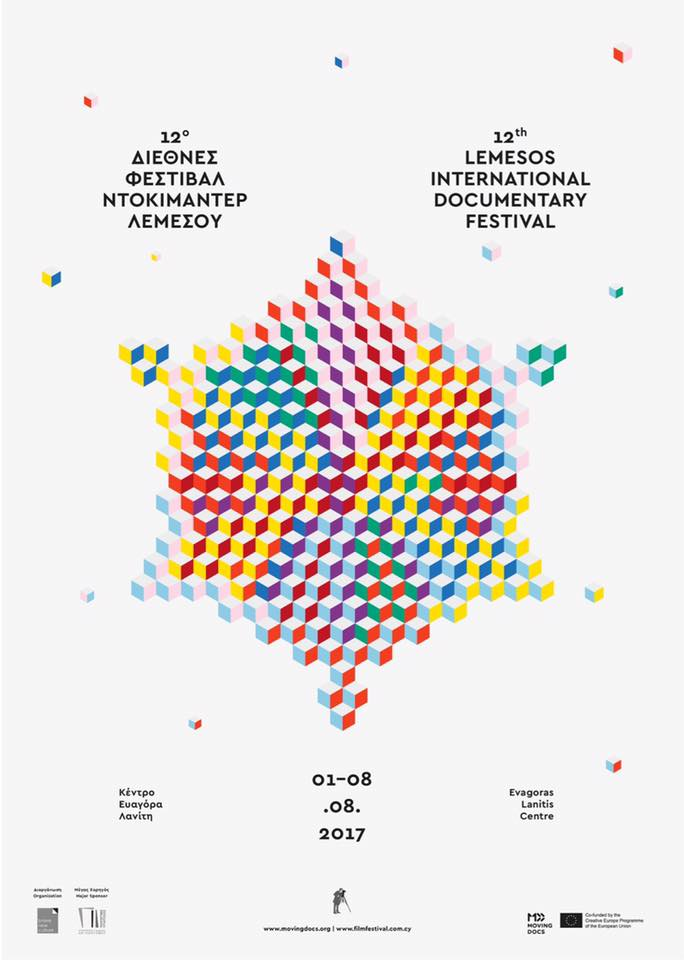 12°
ΔΙΕΘΝΕΣ
ΦΕΣΤΙΒΑΛ
ΝΤΟΚΙΜΑΝΤΕΡ
ΛΕΜΕΣΟΥ
12th
LEMESOS
INTERNATIONAL
DOCUMENTARY
FESTIVAL
Κέντρο
Ευαγόρα
Λανίτη
01–08
.08.
2017
Evagoras
Lanitis
Centre
Διοργάνωση
Organization
Μέγας Χορηγός
Major Sponsor
www.movingdocs.org | www.filmfestival.com.cy
MOVING
DOCS
Co-funded by the
Creative Europe Programme
of the European Union